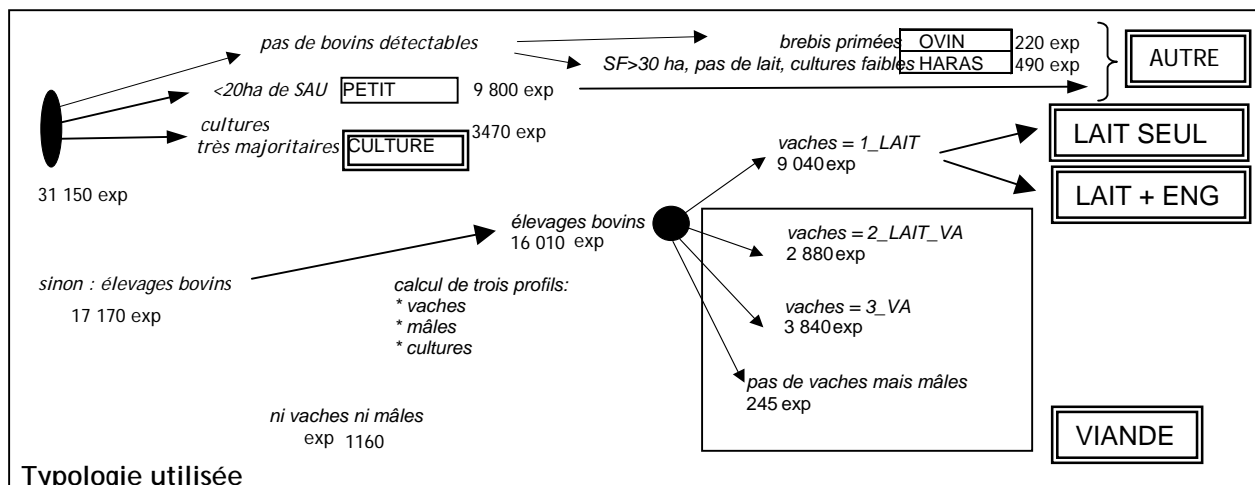 pas de bovins détectables
brebis primées OVIN 220 exp
SF>30 ha, pas de lait, cultures faibles HARAS 490 exp
AUTRE
<20ha de SAU PETIT 9 800 exp
cultures
très majoritaires CULTURE 3470 exp
31 150 exp
vaches = 1_LAIT
9 040 exp
LAIT SEUL
LAIT + ENG
élevages bovins
16 010 exp
vaches = 2_LAIT_VA
2 880 exp
sinon : élevages bovins
17 170 exp
calcul de trois profils:
* vaches
* mâles
* cultures
vaches = 3_VA
3 840 exp
pas de vaches mais mâles
245 exp
ni vaches ni mâles
exp 1160
VIANDE
Typologie utilisée